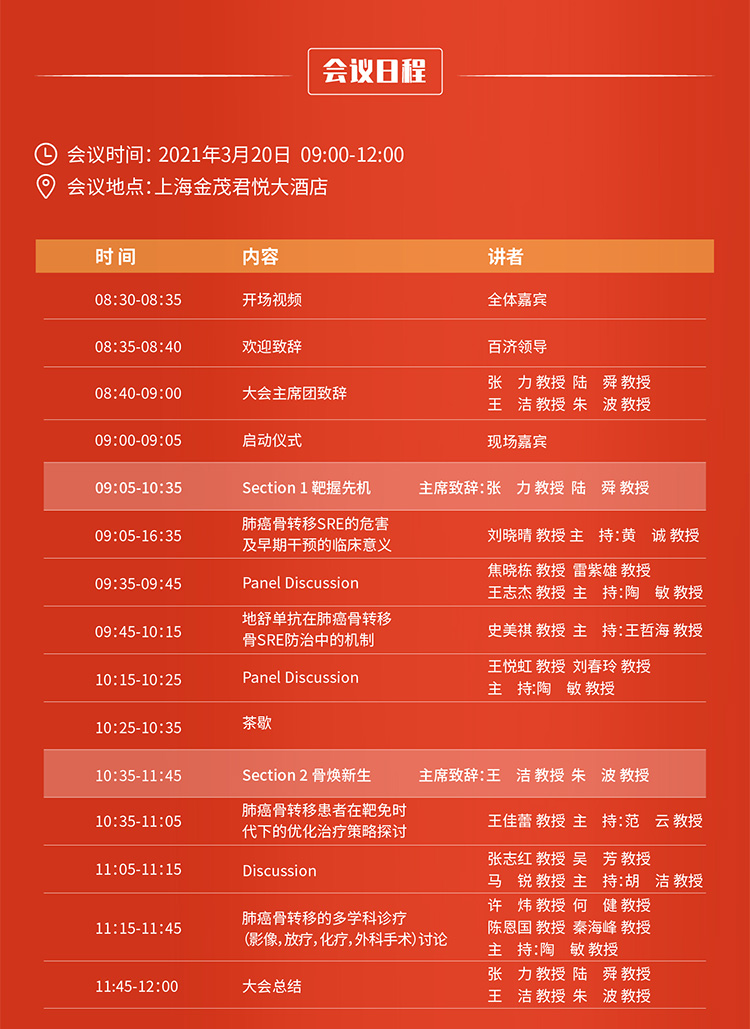 会议日程
会议时间：2021年3月20日 09:00-12:00
会议地点：上海金茂君悦大酒店
时 间 内容 讲者
08:30-08:35 开场视频 全体嘉宾
08:35-08:40 欢迎致辞 百济领导
08:40-09:00 大会主席团致辞 张 力 教授 陆 舜 教授
王 洁 教授 朱 波 教授
09:00-09:05 启动仪式 现场嘉宾
09:05-10:35 Section 1 靶握先机 主席致辞：张 力 教授 陆 舜 教授
09:05-16:35 肺癌骨转移SRE的危害
及早期干预的临床意义 刘晓晴 教授 主 持：黄 诚 教授
09:35-09:45 Panel Discussion 焦晓栋 教授 雷紫雄 教授
王志杰 教授 主 持：陶 敏 教授
09:45-10:15 地舒单抗在肺癌骨转移
骨SRE防治中的机制 史美祺 教授 主 持：王哲海 教授
10:15-10:25 Panel Discussion 王悦虹 教授 刘春玲 教授
主 持：陶 敏 教授
10:25-10:35 茶歇
10:35-11:45 Section 2 骨焕新生 主席致辞：王 洁 教授 朱 波 教授
10:35-11:05 肺癌骨转移患者在靶免时
代下的优化治疗策略探讨 王佳蕾 教授 主 持：范 云 教授
11:05-11:15 Discussion 张志红 教授 吴 芳 教授
马 锐 教授 主 持：胡 洁 教授
11:15-11:45 肺癌骨转移的多学科诊疗
（影像，放疗，化疗，外科手术）讨论 许 炜 教授 何 健 教授
陈恩国 教授 秦海峰 教授
主 持：陶 敏 教授
11:45-12:00 大会总结 张 力 教授 陆 舜 教授
王 洁 教授 朱 波 教授